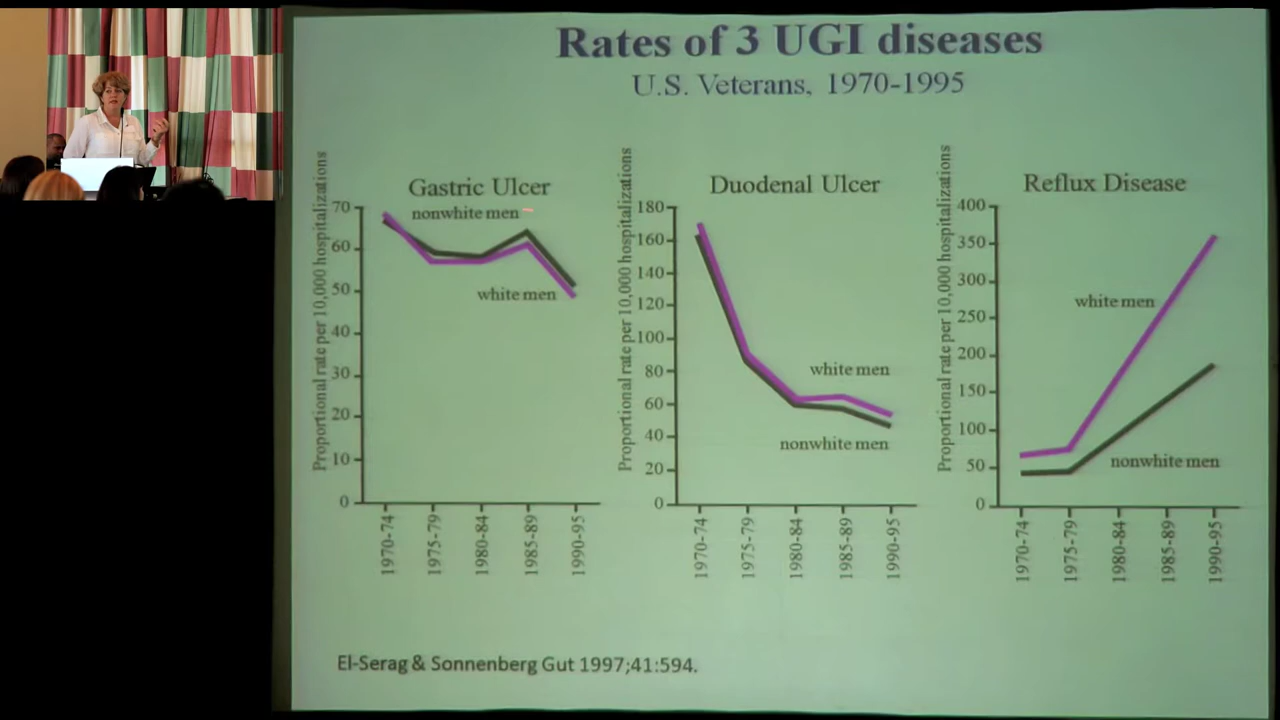 Rates of 3 UGI diseases
U.S. Veterans, 1970-1995
Proportional rate per 10,000 hospitalizations
Gastric Ulcer
70
60
50
40
30
20
10
0
nonwhite men
white men
1970-74
1975-79
1980-84
1985-89
1990-95
Proportional rate per 10,000 hospitalizations
Duodenal Ulcer
180
160
140
120
100
80
60
40
20
0
white men
nonwhite men
1970-74
1975-79
1980-84
1985-89
1990-95
Proportional rate per 10,000 hospitalizations
Reflux Disease
400
350
300
250
200
150
100
50
0
white men
nonwhite men
1970-74
1975-79
1980-84
1985-89
1990-95
El-Serag & Sonnenberg Gut 1997;41:594.